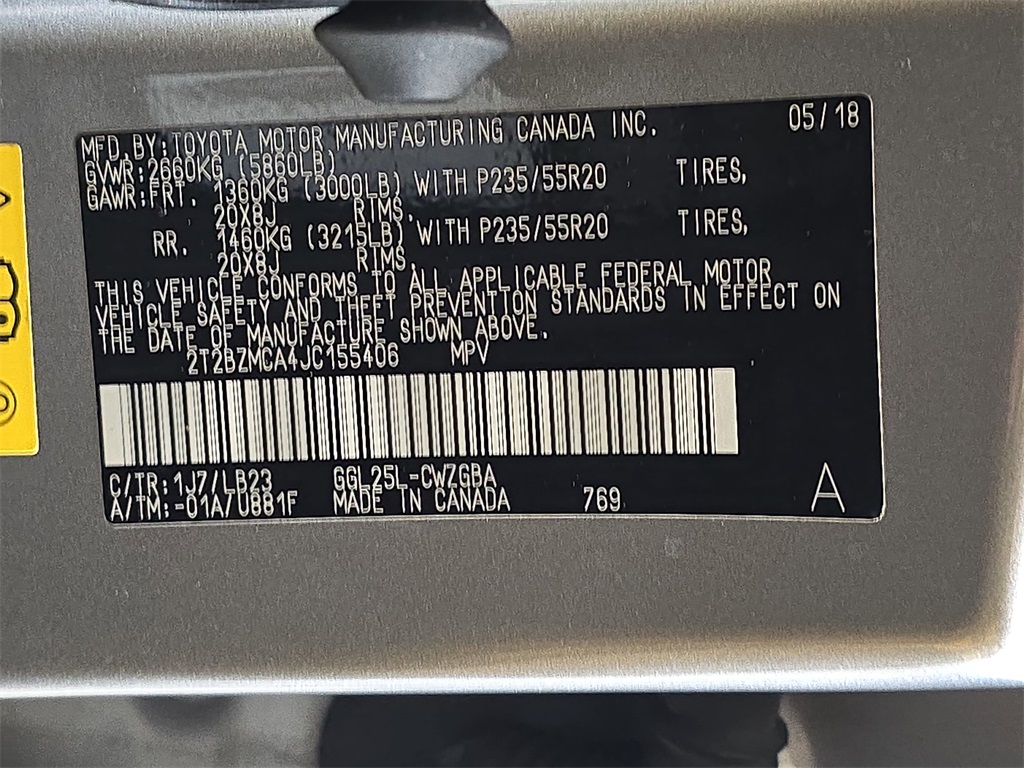 MFD. BY:TOYOTA MOTOR MANUFACTURING CANADA INC. 05/18
GVWR:2660KG (5860LB)
GAWR:FRT. 1360KG (3000LB) WITH P235/55R20 TIRES,
20X8J RIMS,
RR. 1460KG (3215LB) WITH P235/55R20 TIRES,
20X8J RIMS.
THIS VEHICLE CONFORMS TO ALL APPLICABLE FEDERAL MOTOR
VEHICLE SAFETY AND THEFT PREVENTION STANDARDS IN EFFECT ON
THE DATE OF MANUFACTURE SHOWN ABOVE.
2T2BZMCA4JC155406 MPV
C/TR:1J7/LB23 GGL25L-CWZGBA
A/TM:-01A/U881F MADE IN CANADA 769 A